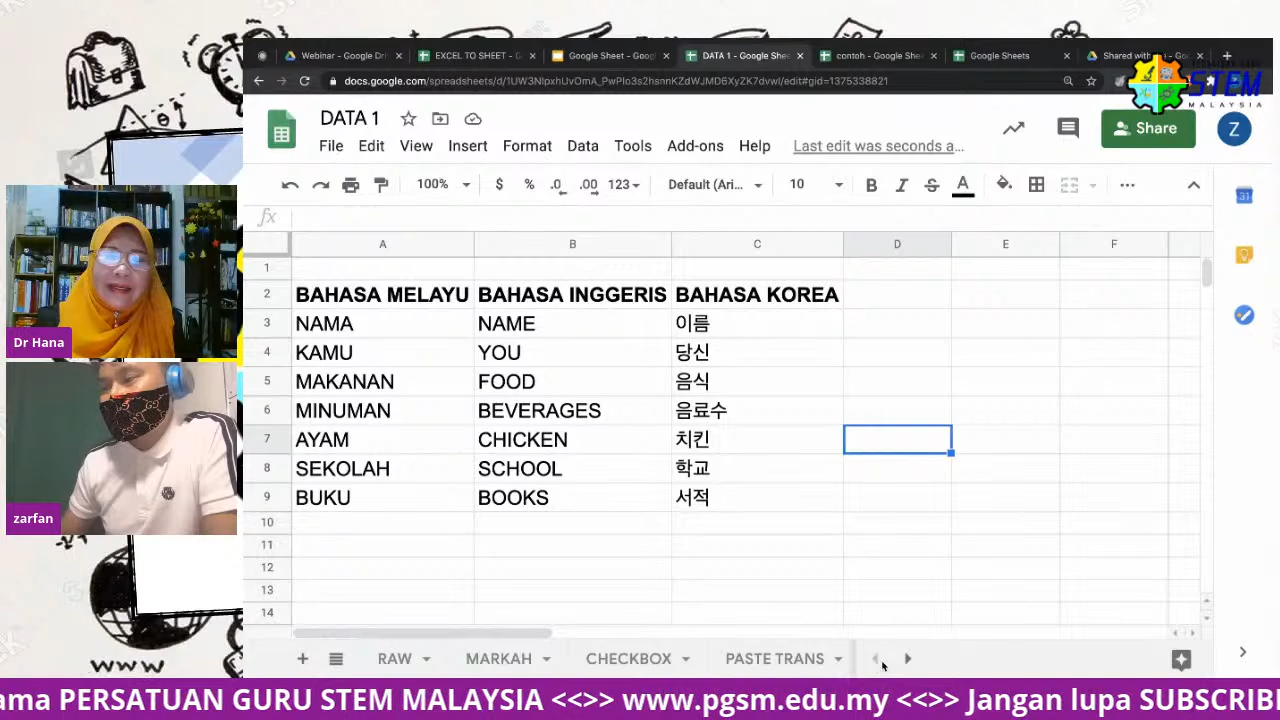 Webinar - Google Dri
EXCEL TO SHEET - G
Google Sheet - Googl
DATA 1 - Google Shee
contoh - Google Shee
Google Sheets
Shared with
STEM
MALAYSIA
docs.google.com/
/edit#gid=1375338821
DATA 1
File Edit View Insert Format Data Tools Add-ons Help Last edit was seconds a...
Share
Z
100% $ % .0 .00 123 Default (Ari... 10 B I S A
31
fx
A B C D E F
1
2 BAHASA MELAYU BAHASA INGGERIS BAHASA KOREA
3 NAMA NAME 이름
4 KAMU YOU 당신
5 MAKANAN FOOD 음식
6 MINUMAN BEVERAGES 음료수
7 AYAM CHICKEN 치킨
8 SEKOLAH SCHOOL 학교
9 BUKU BOOKS 서적
10
11
12
13
14
RAW MARKAH CHECKBOX PASTE TRANS
Dr Hana
zarfan
www
ama PERSATUAN GURU STEM MALAYSIA <<>> www.pgsm.edu.my <<>> Jangan lupa SUBSCRIB